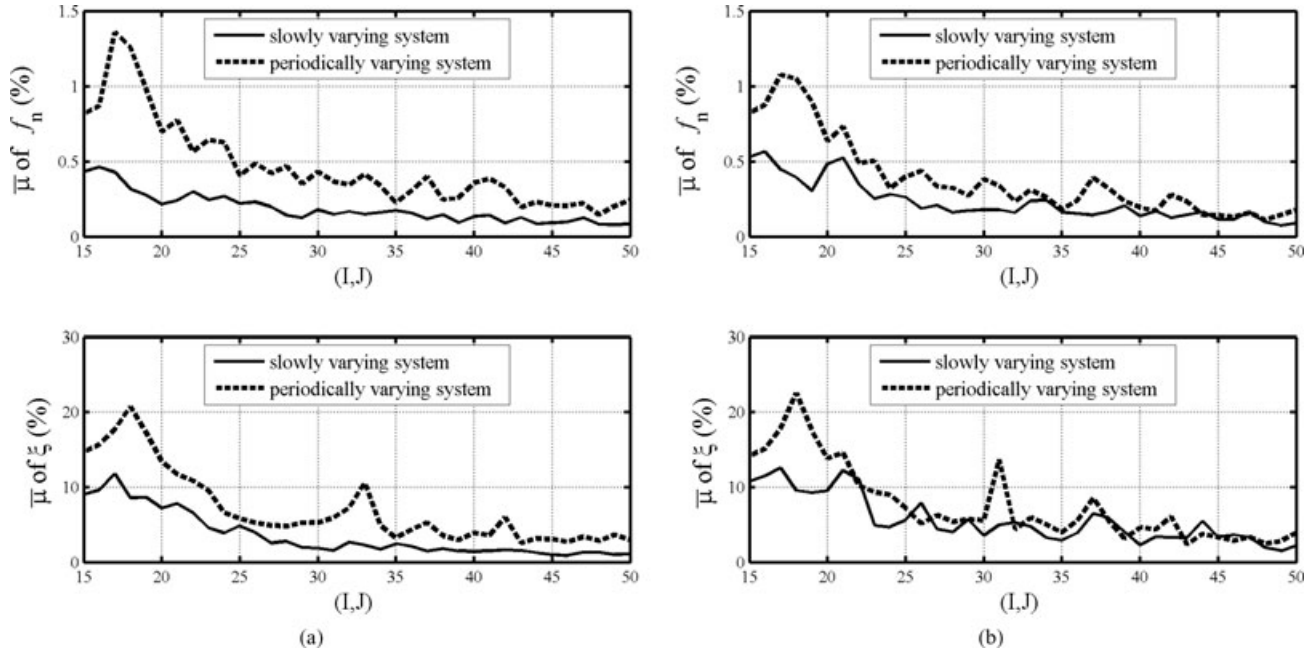 1.5
1
0.5
0
μ̅ of fn (%)
slowly varying system
periodically varying system
15 20 25 30 35 40 45 50
(I,J)
1.5
1
0.5
0
μ̅ of fn (%)
slowly varying system
periodically varying system
15 20 25 30 35 40 45 50
(I,J)
30
20
10
0
μ̅ of ξ (%)
slowly varying system
periodically varying system
15 20 25 30 35 40 45 50
(I,J)
(a)
30
20
10
0
μ̅ of ξ (%)
slowly varying system
periodically varying system
15 20 25 30 35 40 45 50
(I,J)
(b)